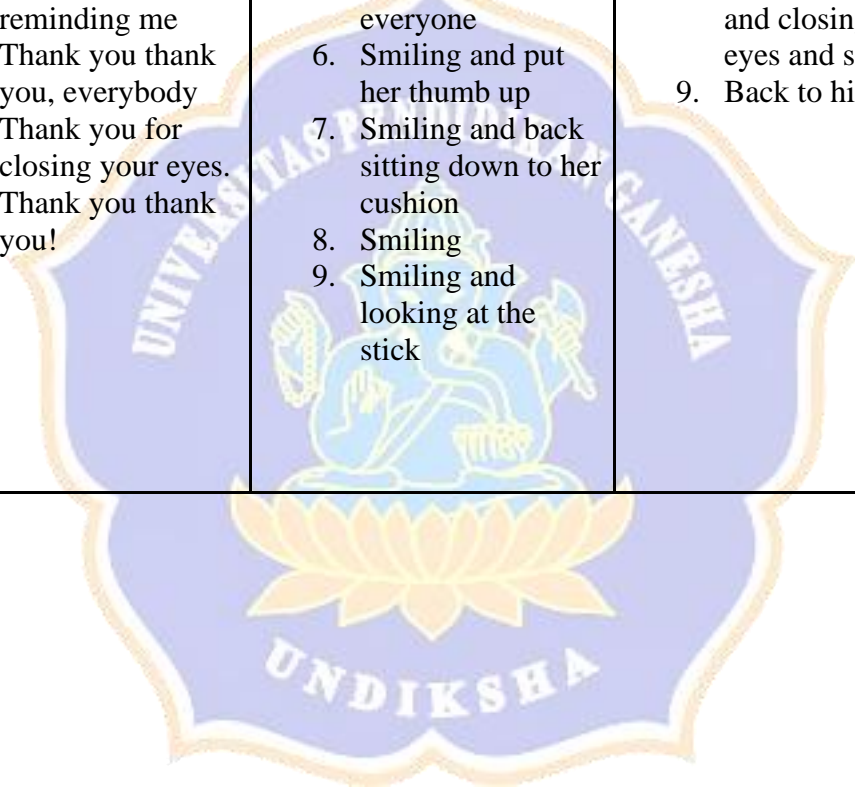 reminding me
Thank you thank
you, everybody
Thank you for
closing your eyes.
Thank you thank
you!
everyone
6. Smiling and put
her thumb up
7. Smiling and back
sitting down to her
cushion
8. Smiling
9. Smiling and
looking at the
stick
and closin
eyes and s
9. Back to hi
UNIVERSITAS PENDIDIKAN GANESHA
UNDIKSHA